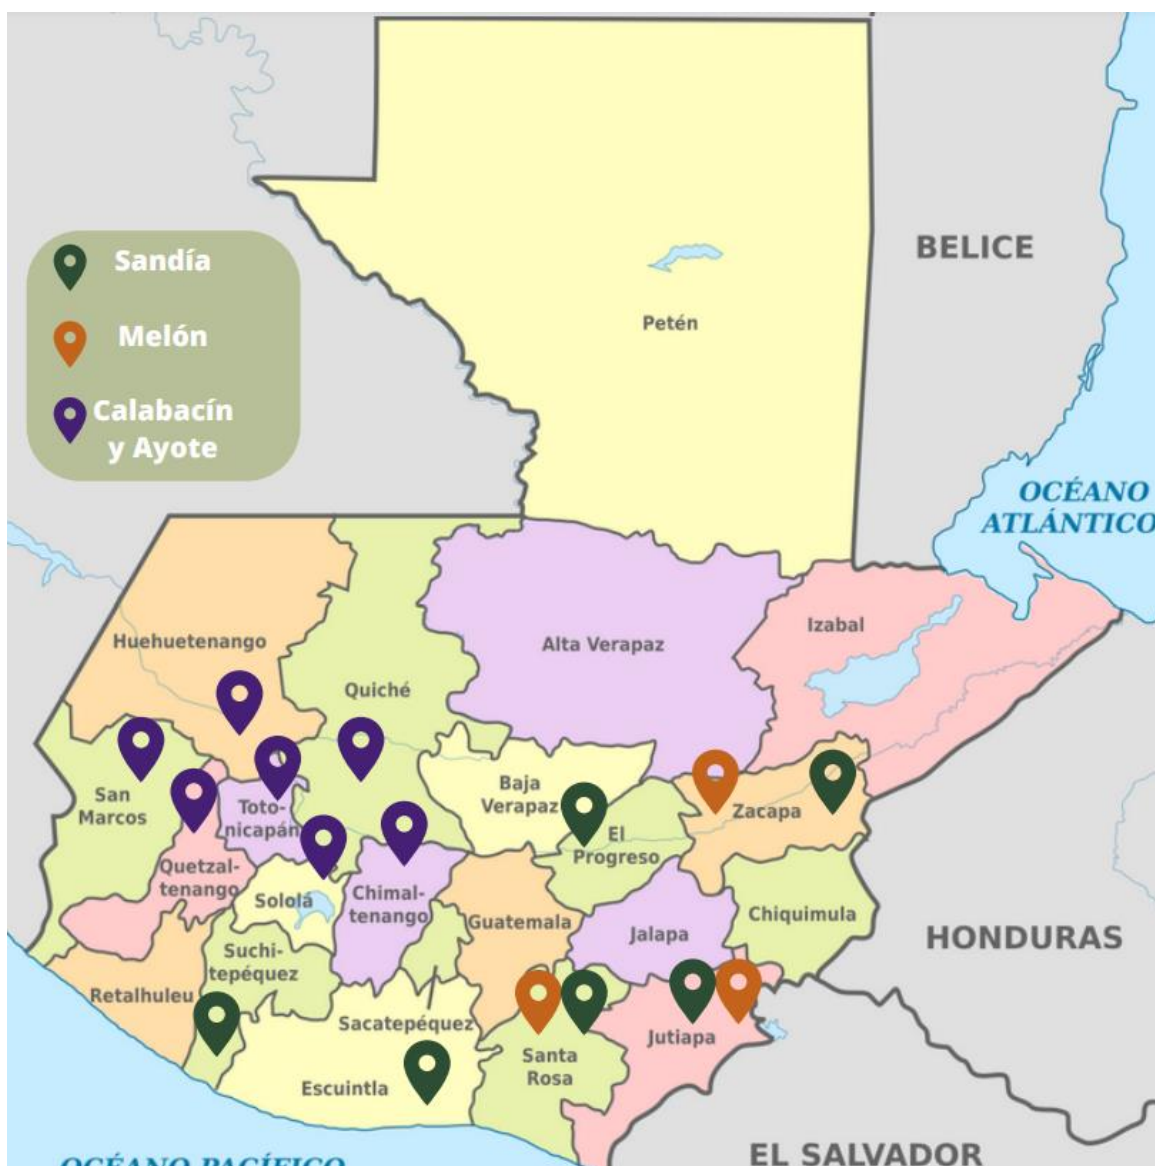 Sandía
Melón
Calabacín
y Ayote
Petén
BELICE
OCÉANO
ATLÁNTICO
Huehuetenango
Quiché
Alta Verapaz
Izabal
San
Marcos
Toto-
nicapán
Baja
Verapaz
El
Progreso
Zacapa
Quetzal-
tenango
Sololá
Chimal-
tenango
Guatemala
Jalapa
Chiquimula
HONDURAS
Suchi-
tepéquez
Retalhuleu
Sacatepéquez
Escuintla
Santa
Rosa
Jutiapa
EL SALVADOR
OCÉANO PACÍFICO